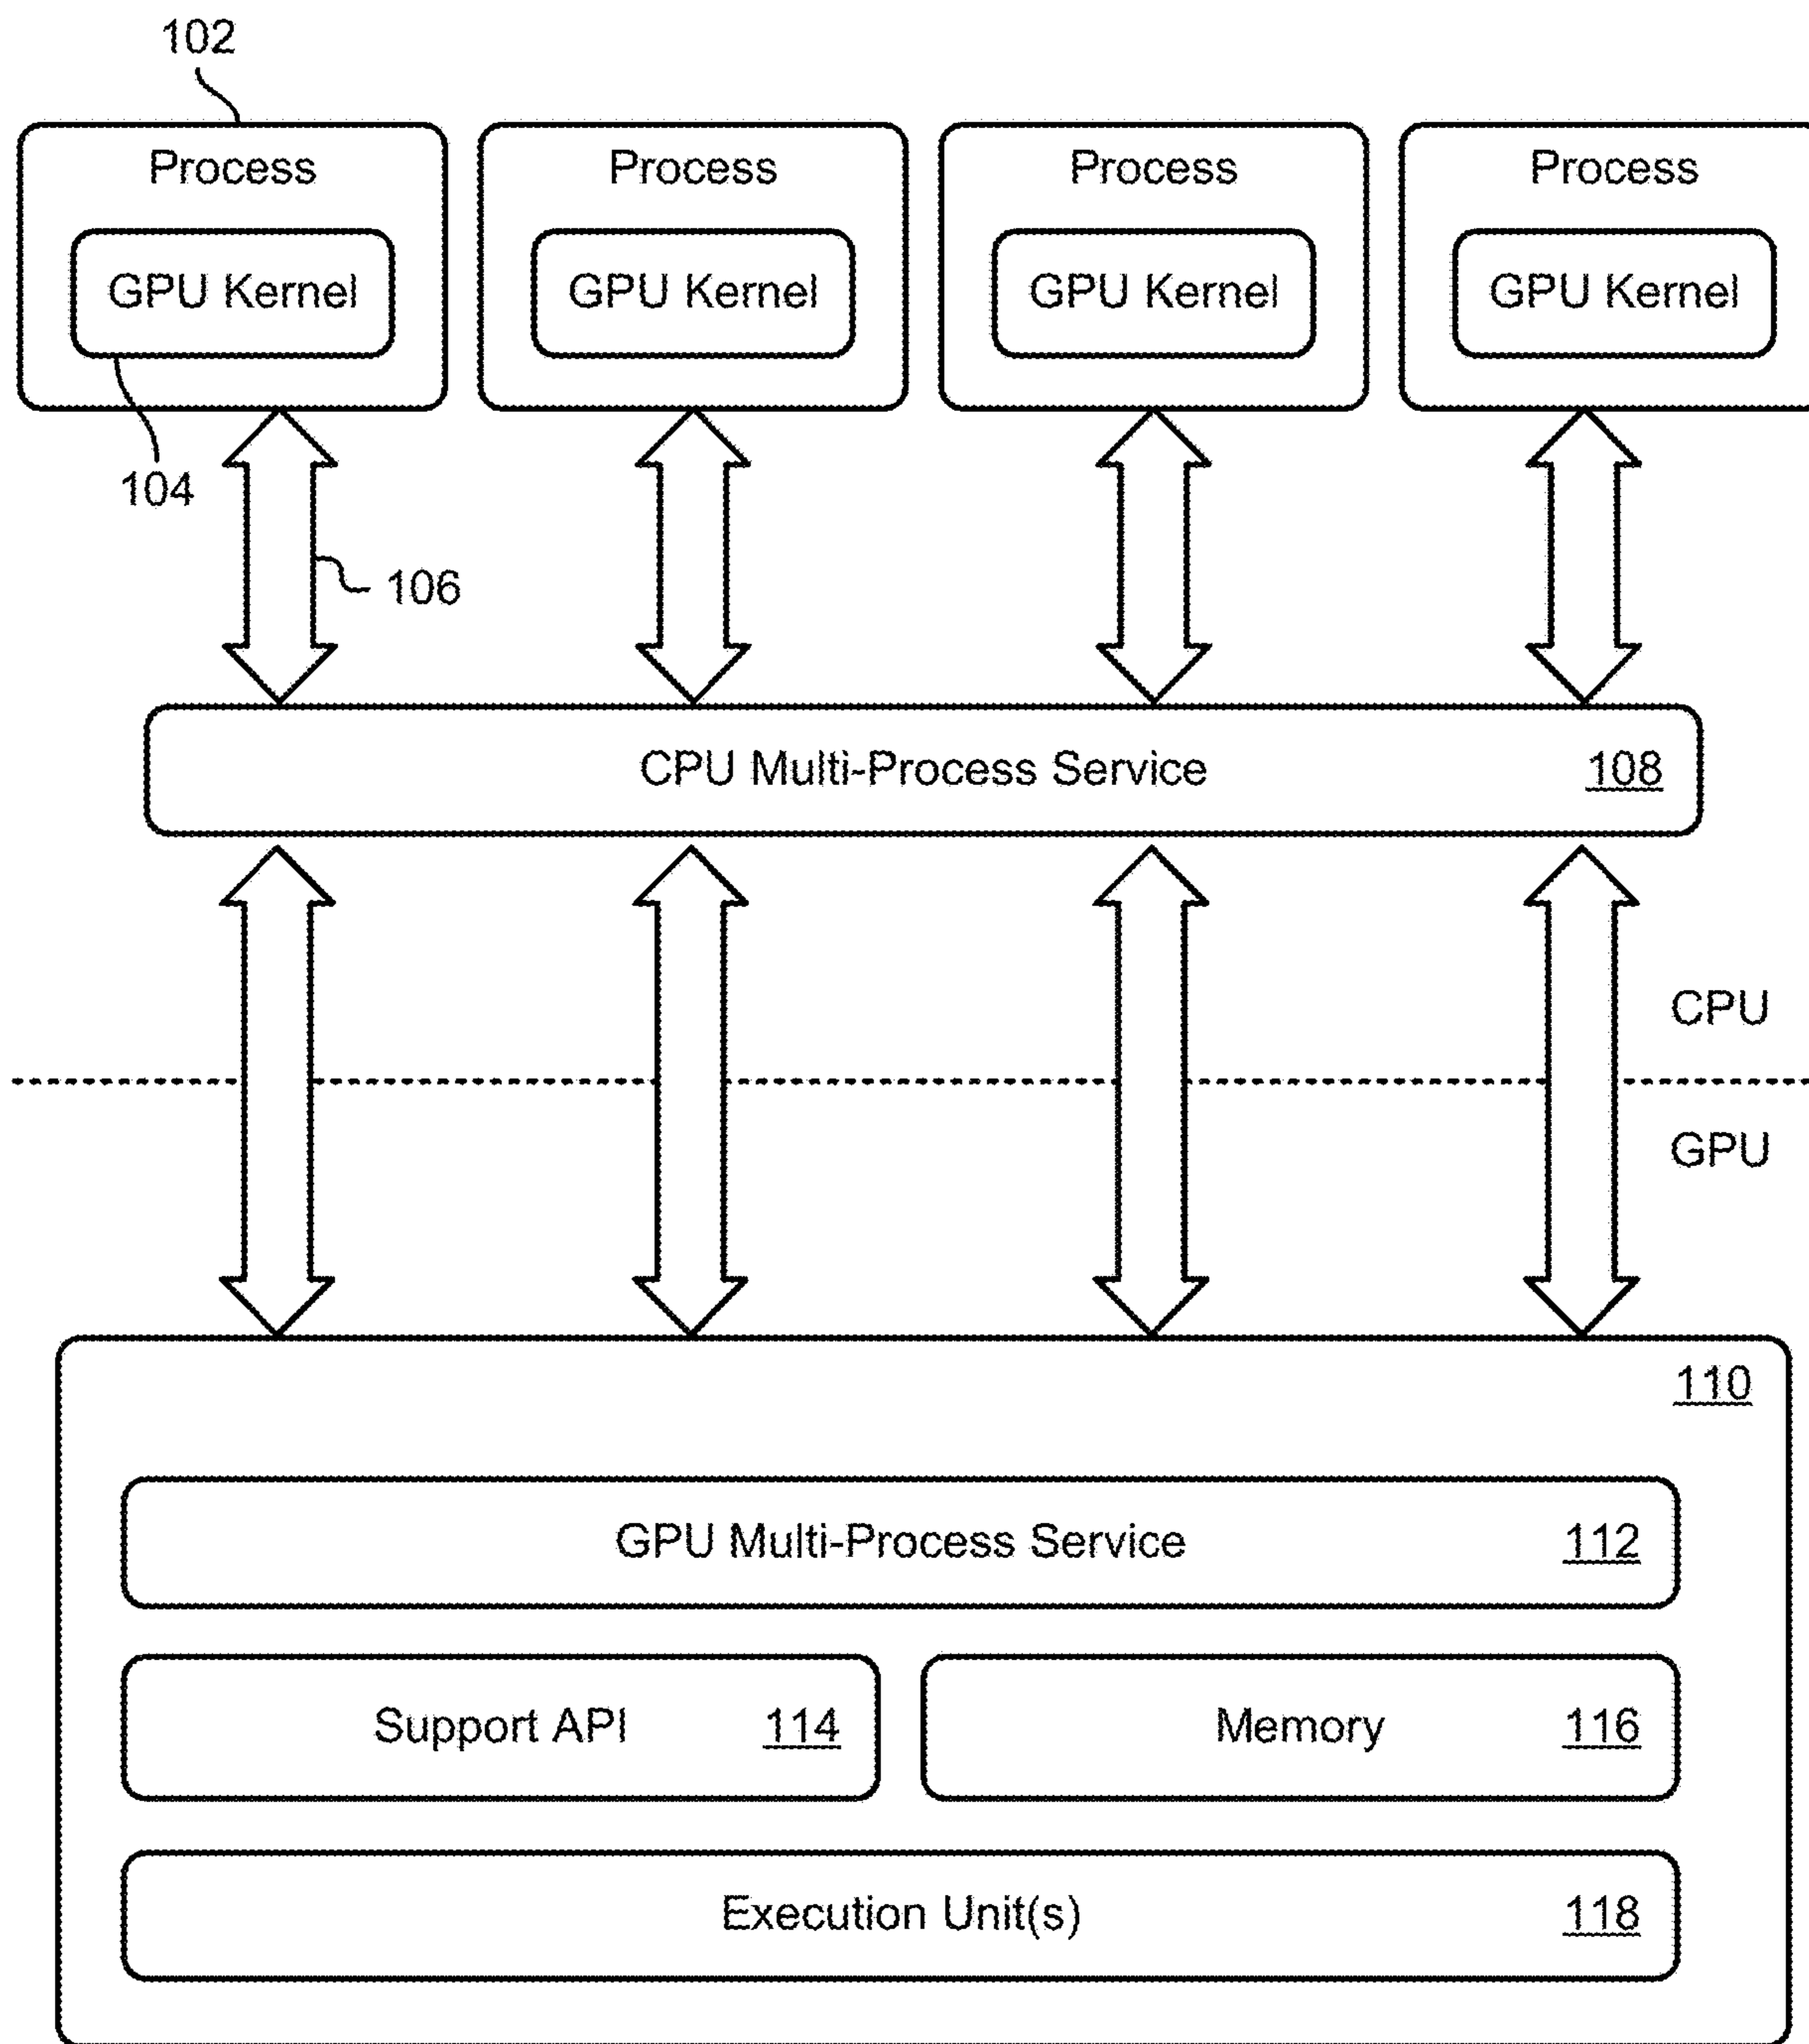 102
Process Process Process Process
GPU Kernel GPU Kernel GPU Kernel GPU Kernel
104
106
CPU Multi-Process Service 108
CPU
GPU
110
GPU Multi-Process Service 112
Support API 114 Memory 116
Execution Unit(s) 118